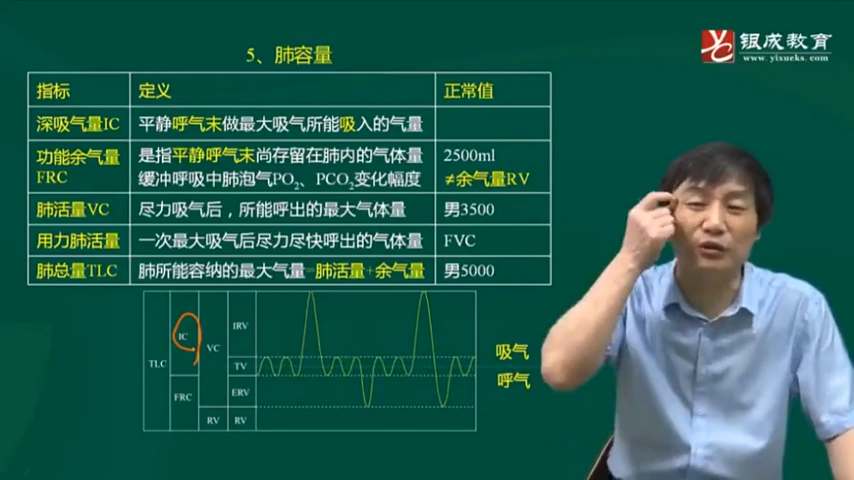 银成教育
www.yixueks.com
5、肺容量
指标 定义 正常值
深吸气量IC 平静呼气末做最大吸气所能吸入的气量
功能余气量 是指平静呼气末尚存留在肺内的气体量 2500ml
FRC 缓冲呼吸中肺泡气PO2、PCO2变化幅度 ≠余气量RV
肺活量VC 尽力吸气后，所能呼出的最大气体量 男3500
用力肺活量 一次最大吸气后尽力尽快呼出的气体量 FVC
肺总量TLC 肺所能容纳的最大气量=肺活量+余气量 男5000
IRV
IC
VC
TLC TV 吸气
呼气
FRC ERV
RV RV